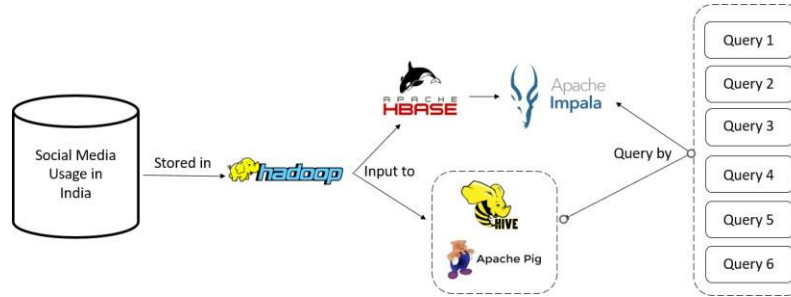 Social Media
Usage in
India
Stored in
hadoop
Input to
APACHE
HBASE
Apache
Impala
HIVE
Apache Pig
Query by
Query 1
Query 2
Query 3
Query 4
Query 5
Query 6